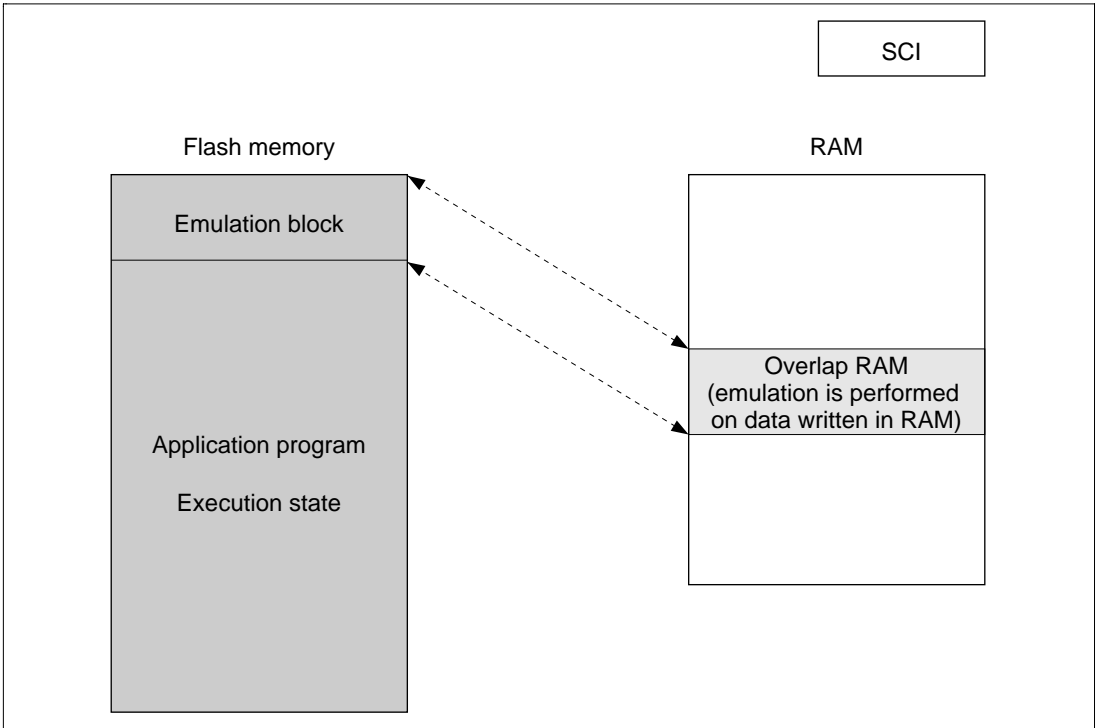 SCI
Flash memory
RAM
Emulation block
Overlap RAM
(emulation is performed
on data written in RAM)
Application program
Execution state